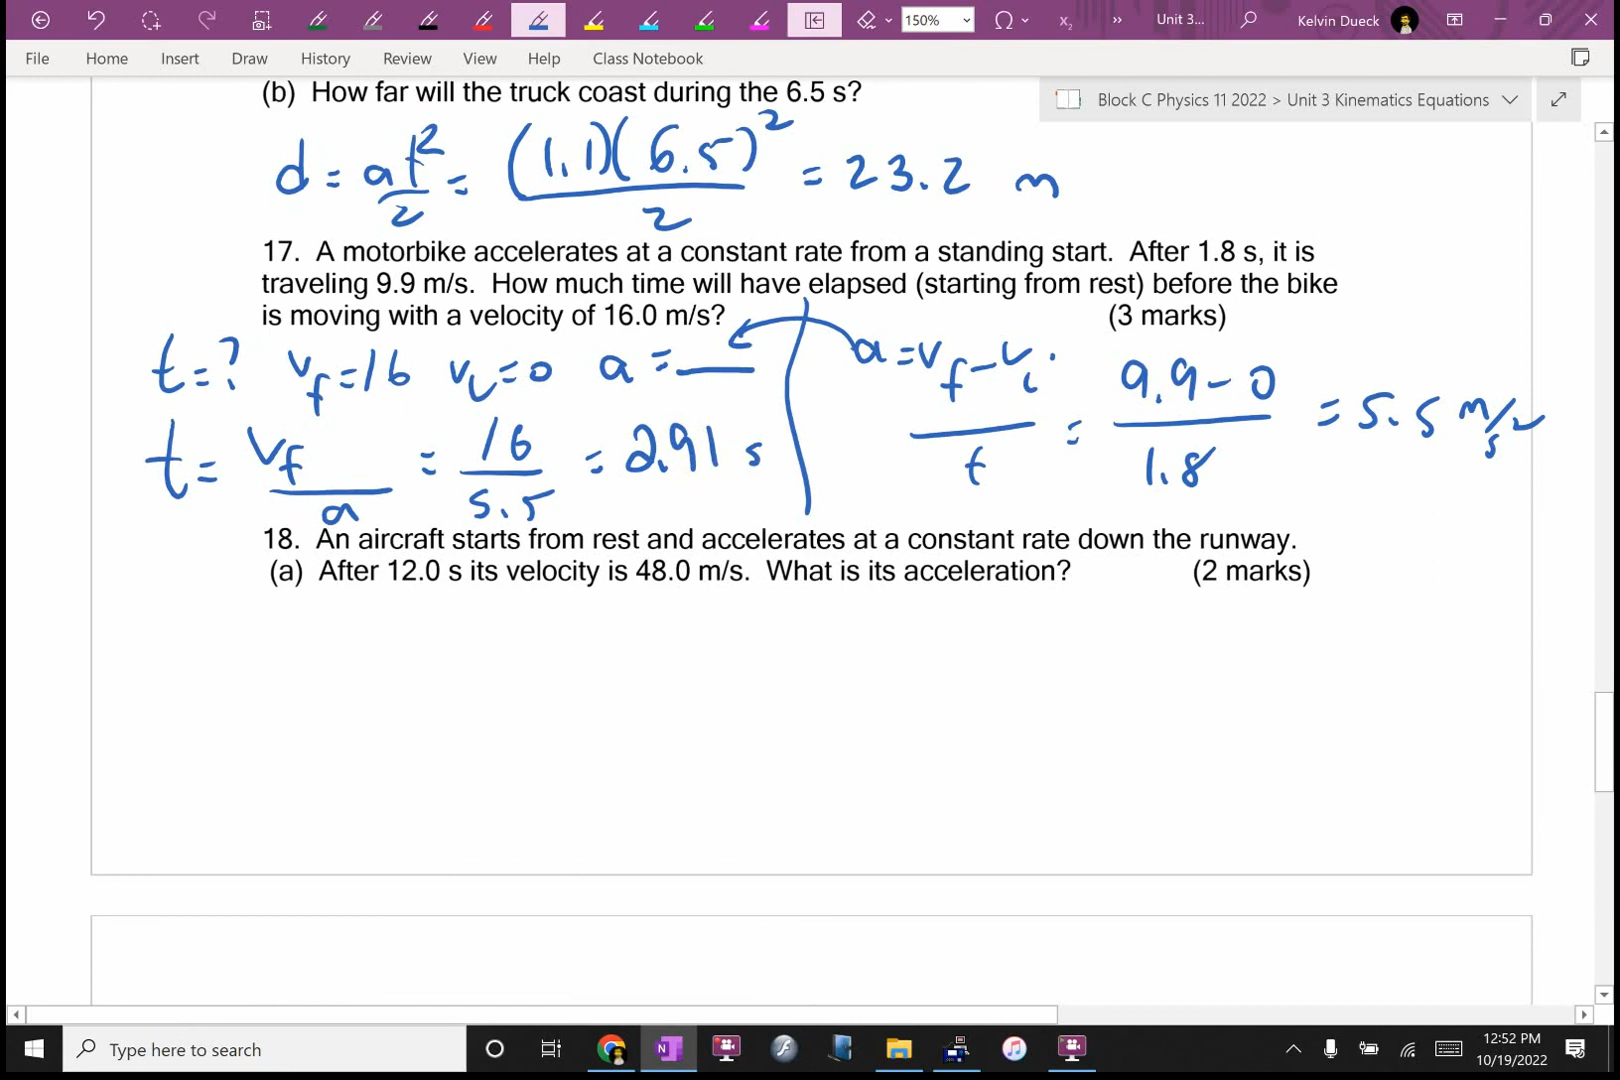 150% Unit 3... Kelvin Dueck
File Home Insert Draw History Review View Help Class Notebook
Block C Physics 11 2022 > Unit 3 Kinematics Equations
(b) How far will the truck coast during the 6.5 s?
d = at²/2 = (1.1)(6.5)²/2 = 23.2 m
17. A motorbike accelerates at a constant rate from a standing start. After 1.8 s, it is
traveling 9.9 m/s. How much time will have elapsed (starting from rest) before the bike
is moving with a velocity of 16.0 m/s? (3 marks)
t=? vf=16 vi=0 a=___
a = vf-vi/t = 9.9-0/1.8 = 5.5 m/s²
t = vf/a = 16/5.5 = 2.91 s
18. An aircraft starts from rest and accelerates at a constant rate down the runway.
(a) After 12.0 s its velocity is 48.0 m/s. What is its acceleration? (2 marks)
Type here to search
12:52 PM
10/19/2022